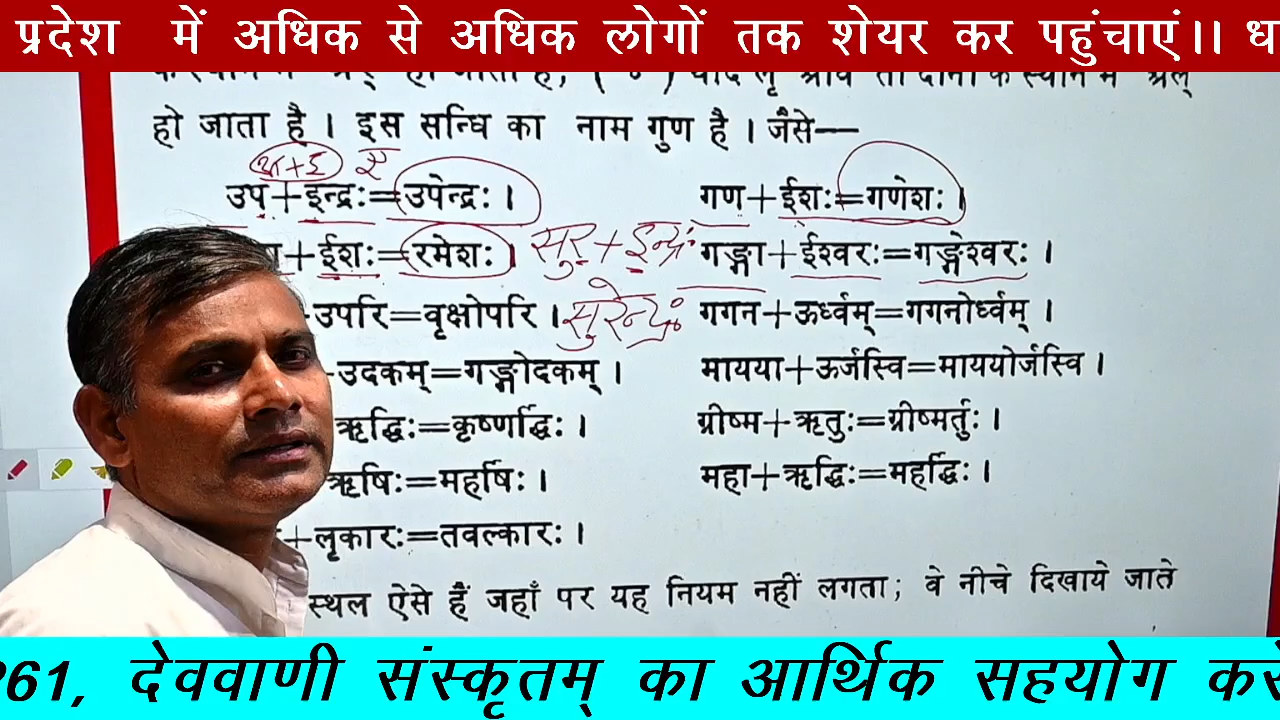 प्रदेश में अधिक से अधिक लोगों तक शेयर कर पहुंचाएं।। ध
हो जाता है । इस सन्धि का नाम गुण है । जैसे—
अ+इ ए
उप+इन्द्रः=उपेन्द्रः । गण+ईशः=गणेशः ।
+ईशः=रमेशः । सुर+इन्द्रः गङ्गा+ईश्वरः=गङ्गेश्वरः ।
उपरि=वृक्षोपरि । सुरेन्द्रः गगन+ऊर्ध्वम्=गगनोर्ध्वम् ।
उदकम्=गङ्गोदकम् । मायया+ऊर्जस्वि=माययोर्जस्वि ।
ऋद्धिः=कृष्णर्द्धिः । ग्रीष्म+ऋतुः=ग्रीष्मर्तुः ।
ऋषिः=महर्षिः । महा+ऋद्धिः=महर्द्धिः ।
+लृकारः=तवल्कारः ।
स्थल ऐसे हैं जहाँ पर यह नियम नहीं लगता; वे नीचे दिखाये जाते
261, देववाणी संस्कृतम् का आर्थिक सहयोग करें